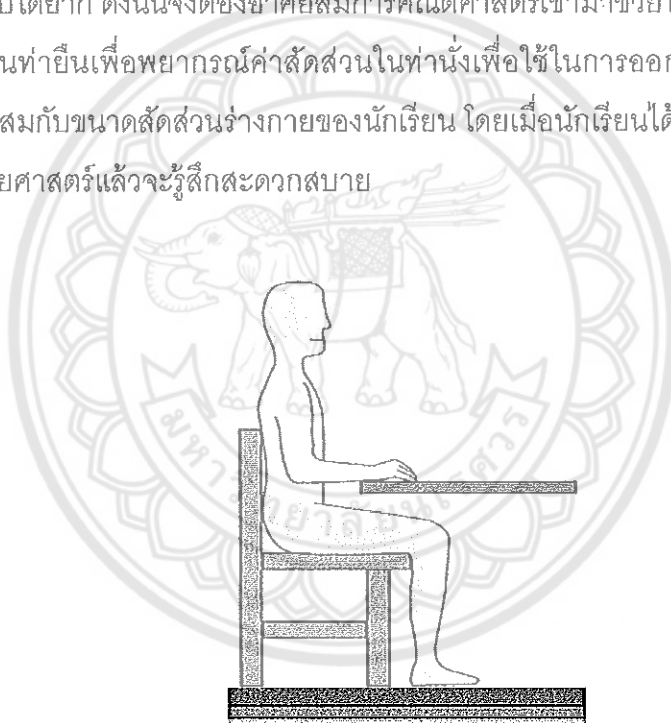 ดังนั้นจึงต้องอาศัยสมการคณิตศาสตร์เข้ามาช่วย
ท่ายืนเพื่อพยากรณ์ค่าสัดส่วนในท่านั่งเพื่อใช้ในการออก
สมกับขนาดสัดส่วนร่างกายของนักเรียน โดยเมื่อนักเรียนได้
ยศาสตร์แล้วจะรู้สึกสะดวกสบาย